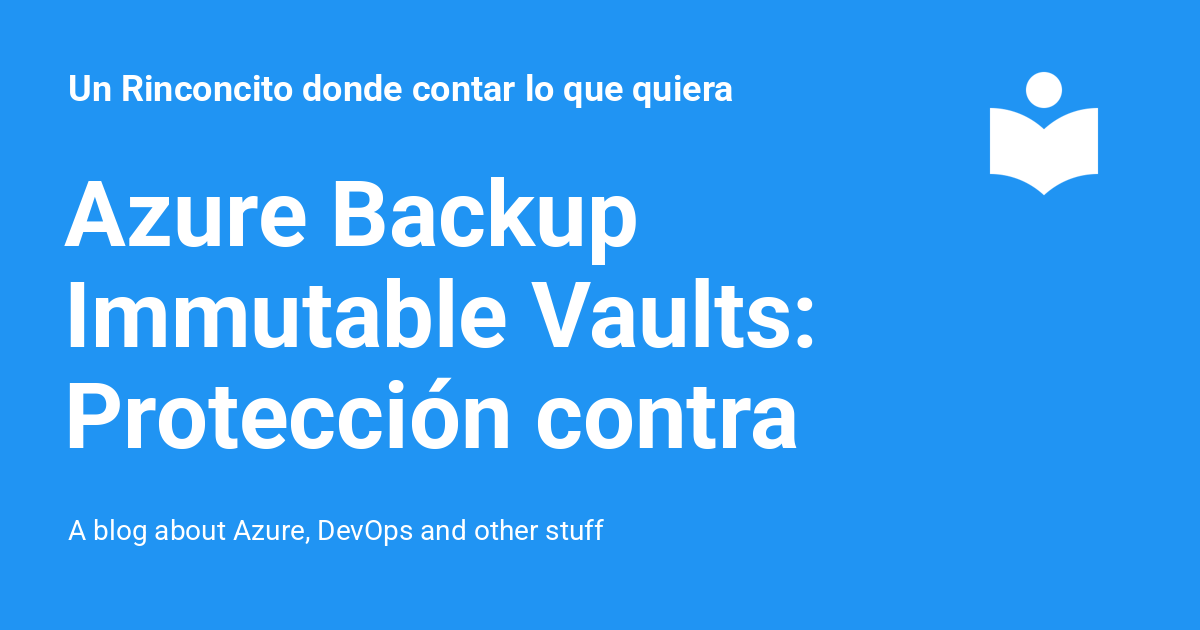 Un Rinconcito donde contar lo que quiera
Azure Backup
Immutable Vaults:
Protección contra
A blog about Azure, DevOps and other stuff